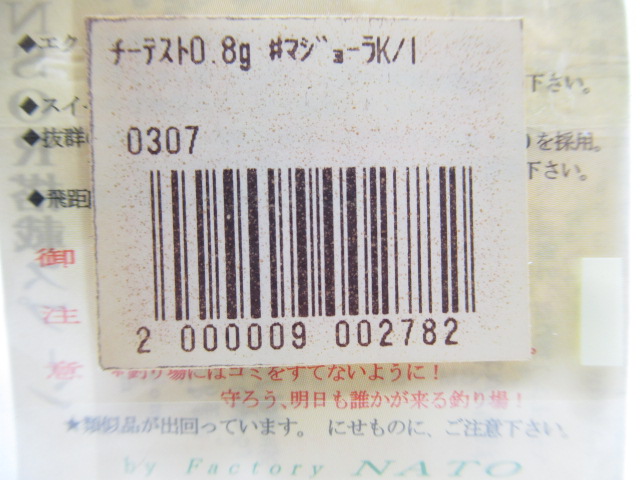 チーテスト0.8g #マジョーラK/I
0307
2 000009 002782
◆エク
下さい。
◆スイ
◆抜群
を採用。
下さい。
◆飛距
御注意
釣り場にはゴミをすてないように!
守ろう、明日も誰かが来る釣り場!
★類似品が出回っています。 にせものに、ご注意下さい。
by Factory NATO